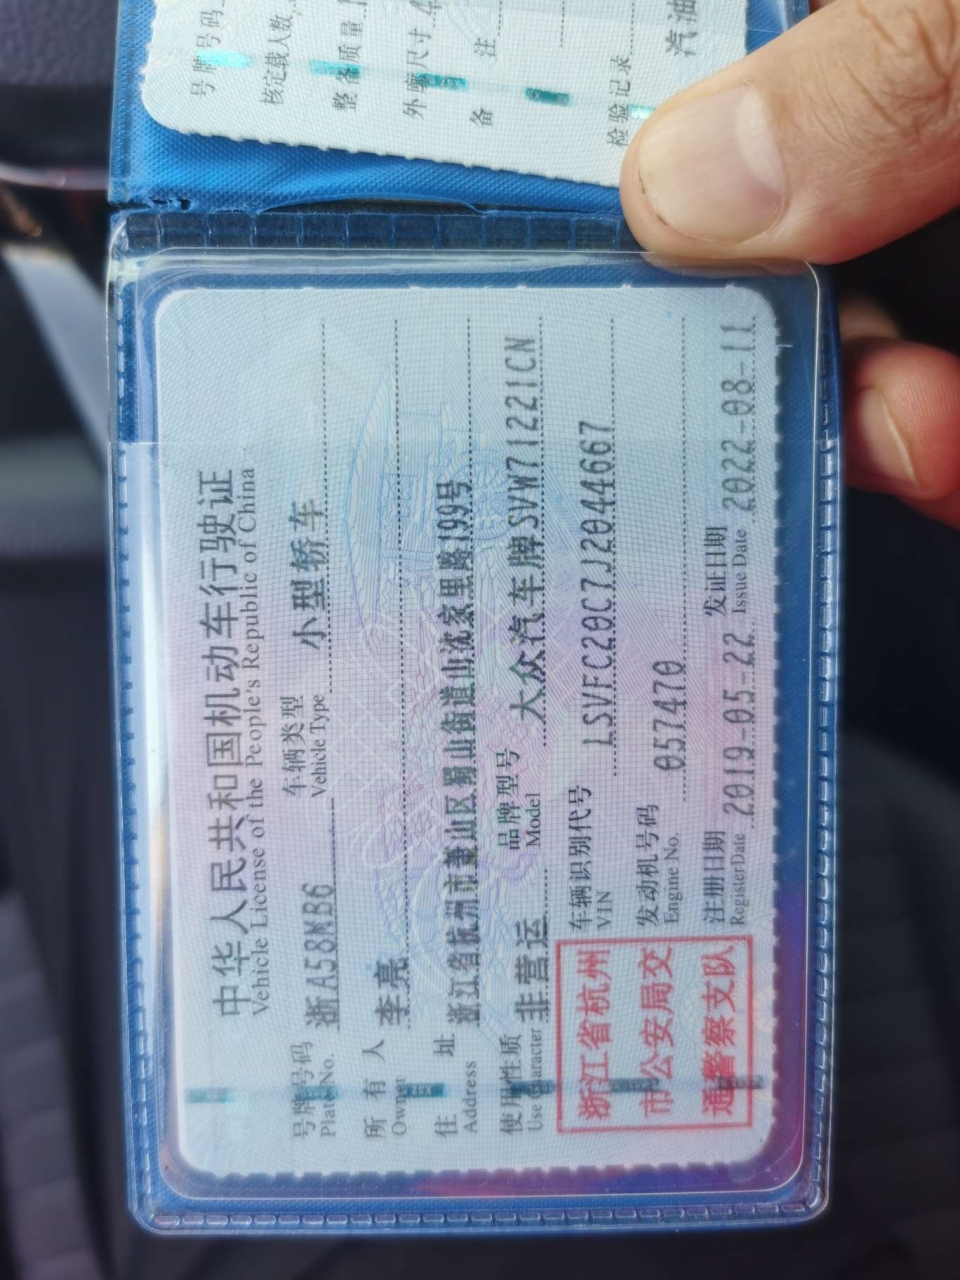 号牌号码
核定载人数
整备质量
外廓尺寸
备 注
检验记录
汽油
中华人民共和国机动车行驶证
Vehicle License of the People's Republic of China
号牌号码 浙A58MB6 车辆类型 小型轿车
Plate No. Vehicle Type
所有人 李亮
Owner
住 址 浙江省杭州市萧山区蜀山街道山沈家里路199号
Address
使用性质 非营运 品牌型号 大众汽车牌SVW71221CN
Use Character Model
浙江省杭州
市公安局交
通警察支队
车辆识别代号 LSVFC20C7J2044667
VIN
发动机号码 057470
Engine No.
注册日期 2019-05-22 发证日期 2022-08-11
Register Date Issue Date